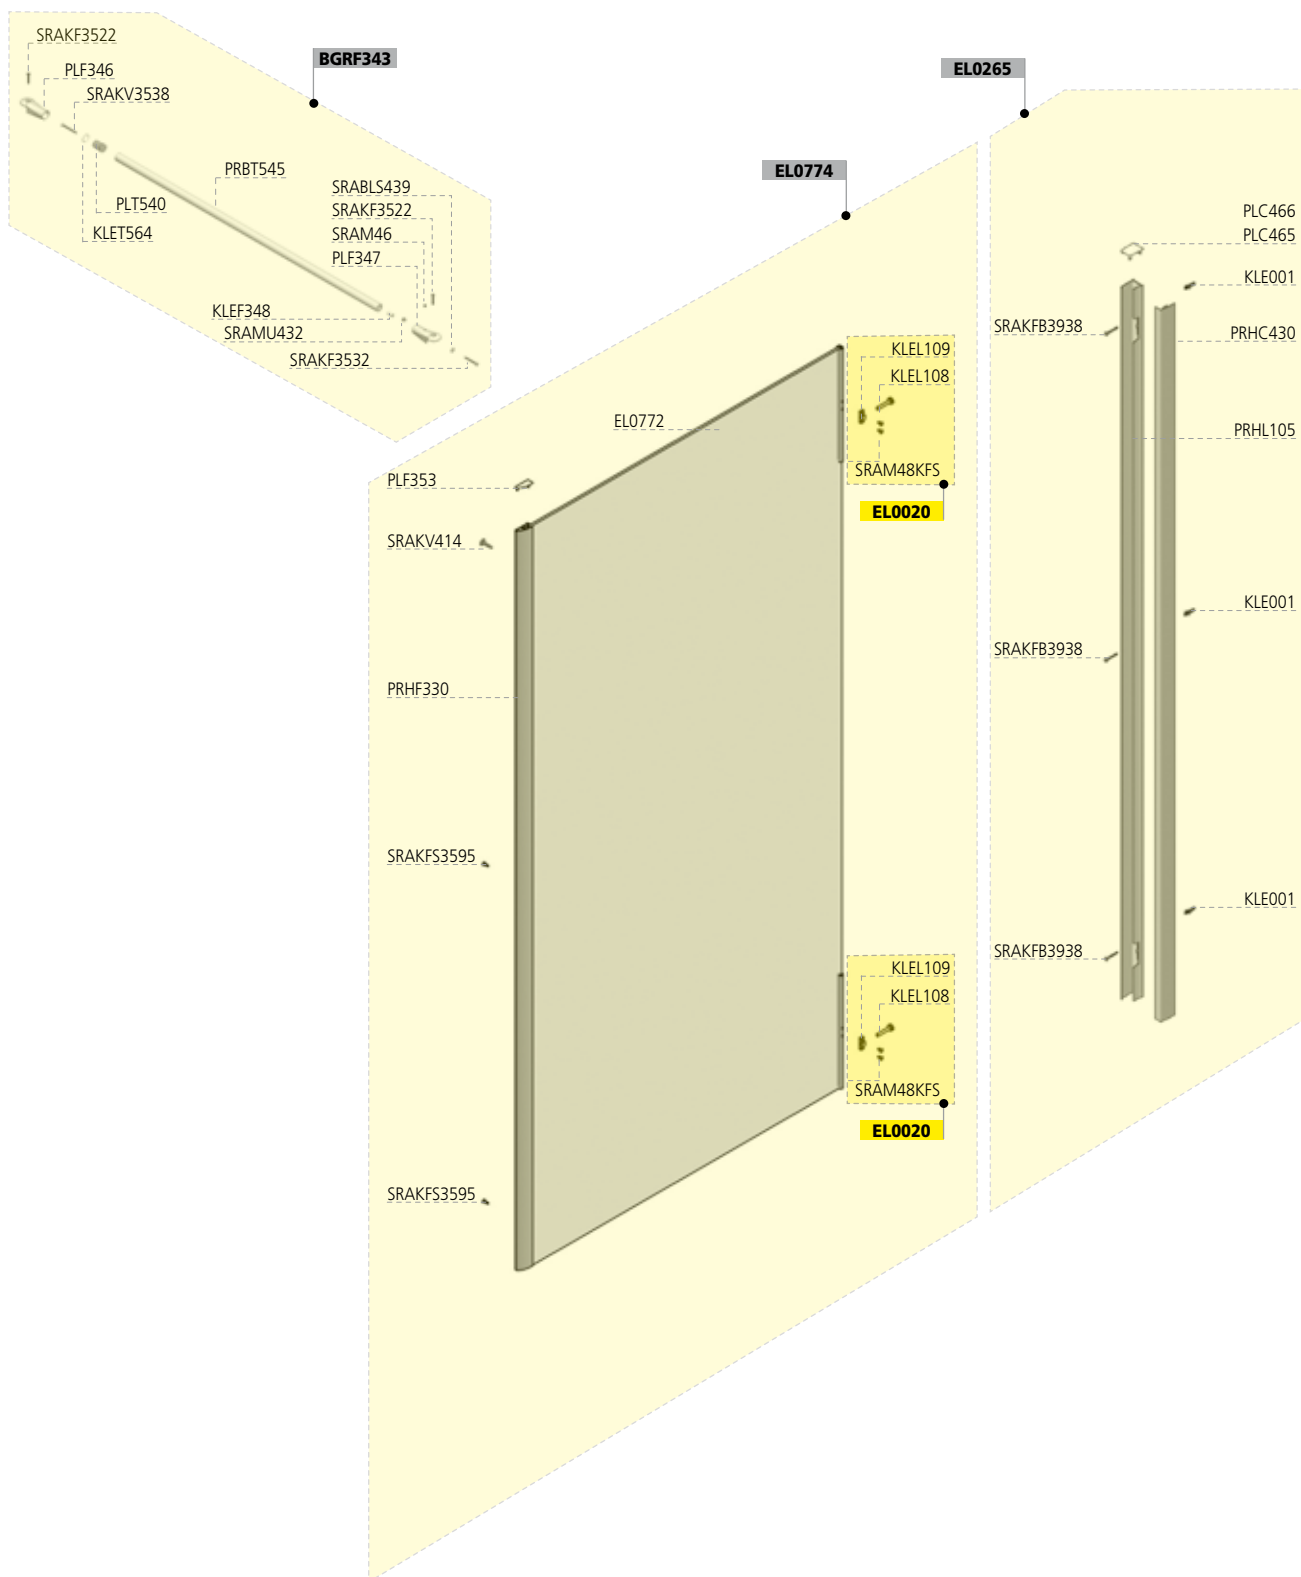 SRAKF3522
BGRF343
PLF346
SRAKV3538
PRBT545
PLT540
KLET564
SRABLS439
SRAKF3522
SRAM46
PLF347
KLEF348
SRAMU432
SRAKF3532
EL0774
EL0772
KLEL109
KLEL108
SRAM48KFS
EL0020
PLF353
SRAKV414
PRHF330
SRAKFS3595
SRAKFS3595
KLEL109
KLEL108
SRAM48KFS
EL0020
EL0265
PLC466
PLC465
KLE001
SRAKFB3938
PRHC430
PRHL105
KLE001
SRAKFB3938
KLE001
SRAKFB3938